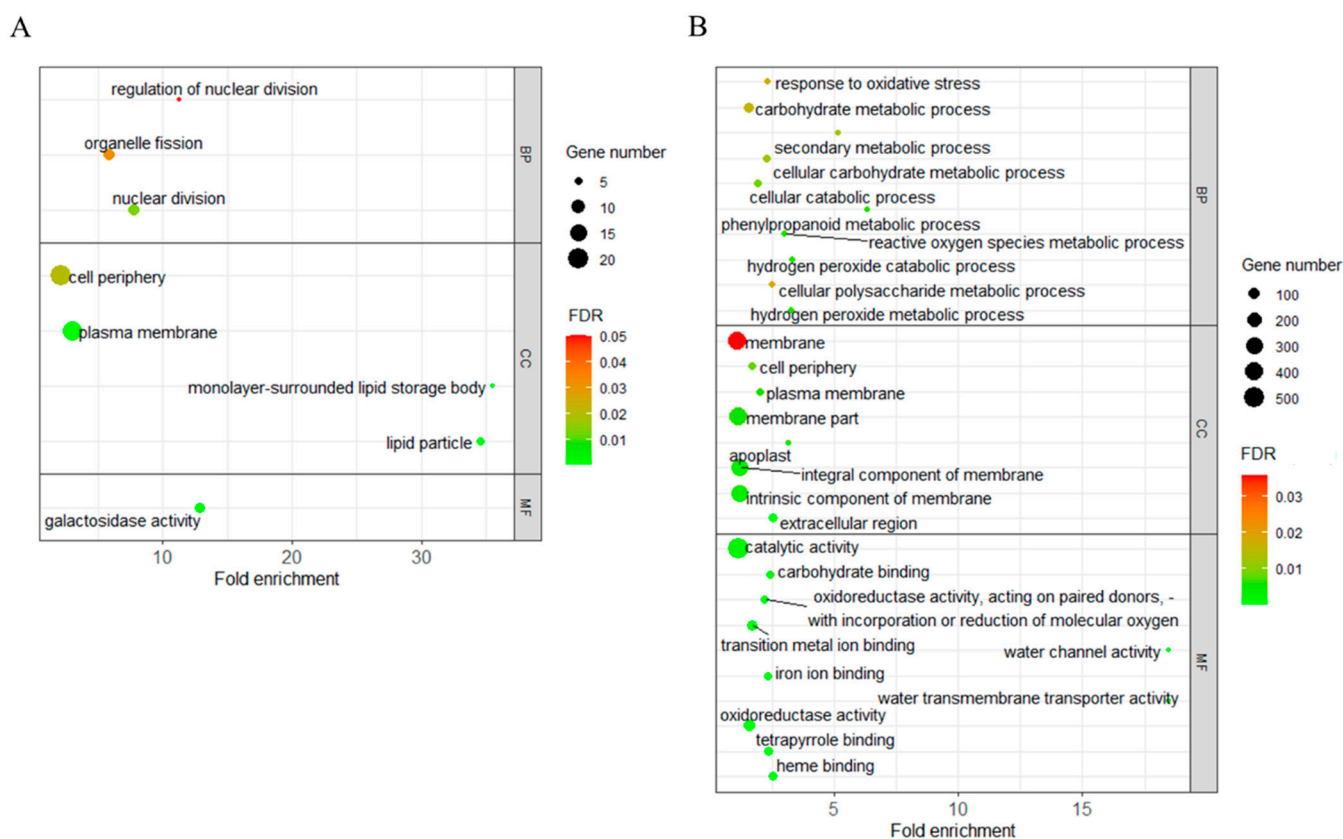 A
regulation of nuclear division
organelle fission
nuclear division
BP
cell periphery
plasma membrane
monolayer-surrounded lipid storage body
lipid particle
CC
galactosidase activity
MF
10
20
30
Fold enrichment
Gene number
5
10
15
20
FDR
0.05
0.04
0.03
0.02
0.01
B
response to oxidative stress
carbohydrate metabolic process
secondary metabolic process
cellular carbohydrate metabolic process
cellular catabolic process
phenylpropanoid metabolic process
reactive oxygen species metabolic process
hydrogen peroxide catabolic process
cellular polysaccharide metabolic process
hydrogen peroxide metabolic process
BP
membrane
cell periphery
plasma membrane
membrane part
apoplast
integral component of membrane
intrinsic component of membrane
extracellular region
CC
catalytic activity
carbohydrate binding
oxidoreductase activity, acting on paired donors, -
with incorporation or reduction of molecular oxygen
transition metal ion binding
water channel activity
iron ion binding
water transmembrane transporter activity
oxidoreductase activity
tetrapyrrole binding
heme binding
MF
5
10
15
Fold enrichment
Gene number
100
200
300
400
500
FDR
0.03
0.02
0.01